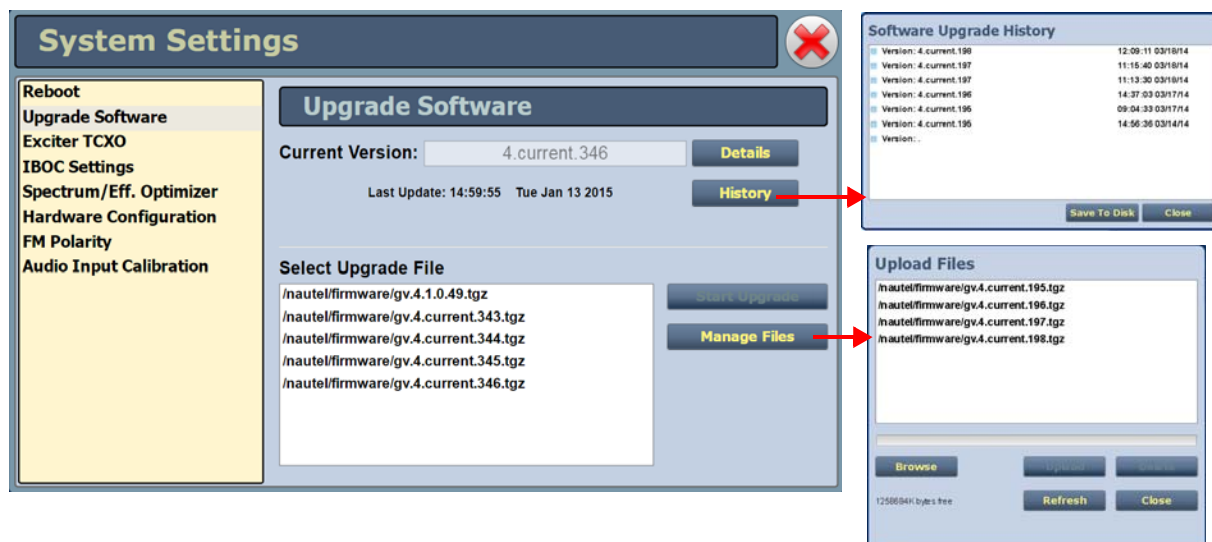 System Settings
Reboot
Upgrade Software
Exciter TCXO
IBOC Settings
Spectrum/Eff. Optimizer
Hardware Configuration
FM Polarity
Audio Input Calibration
Upgrade Software
Current Version: 4.current.346 Details
Last Update: 14:59:55 Tue Jan 13 2015 History
Select Upgrade File
/nautel/firmware/gv.4.1.0.49.tgz
/nautel/firmware/gv.4.current.343.tgz
/nautel/firmware/gv.4.current.344.tgz
/nautel/firmware/gv.4.current.345.tgz
/nautel/firmware/gv.4.current.346.tgz
Start Upgrade
Manage Files
Software Upgrade History
Version: 4.current.198 12:09:11 03/18/14
Version: 4.current.197 11:15:40 03/18/14
Version: 4.current.197 11:13:30 03/18/14
Version: 4.current.196 14:37:03 03/17/14
Version: 4.current.195 09:04:33 03/17/14
Version: 4.current.195 14:56:36 03/14/14
Version: .
Save To Disk Close
Upload Files
/nautel/firmware/gv.4.current.195.tgz
/nautel/firmware/gv.4.current.196.tgz
/nautel/firmware/gv.4.current.197.tgz
/nautel/firmware/gv.4.current.198.tgz
Browse Upload Delete
1258694K bytes free Refresh Close